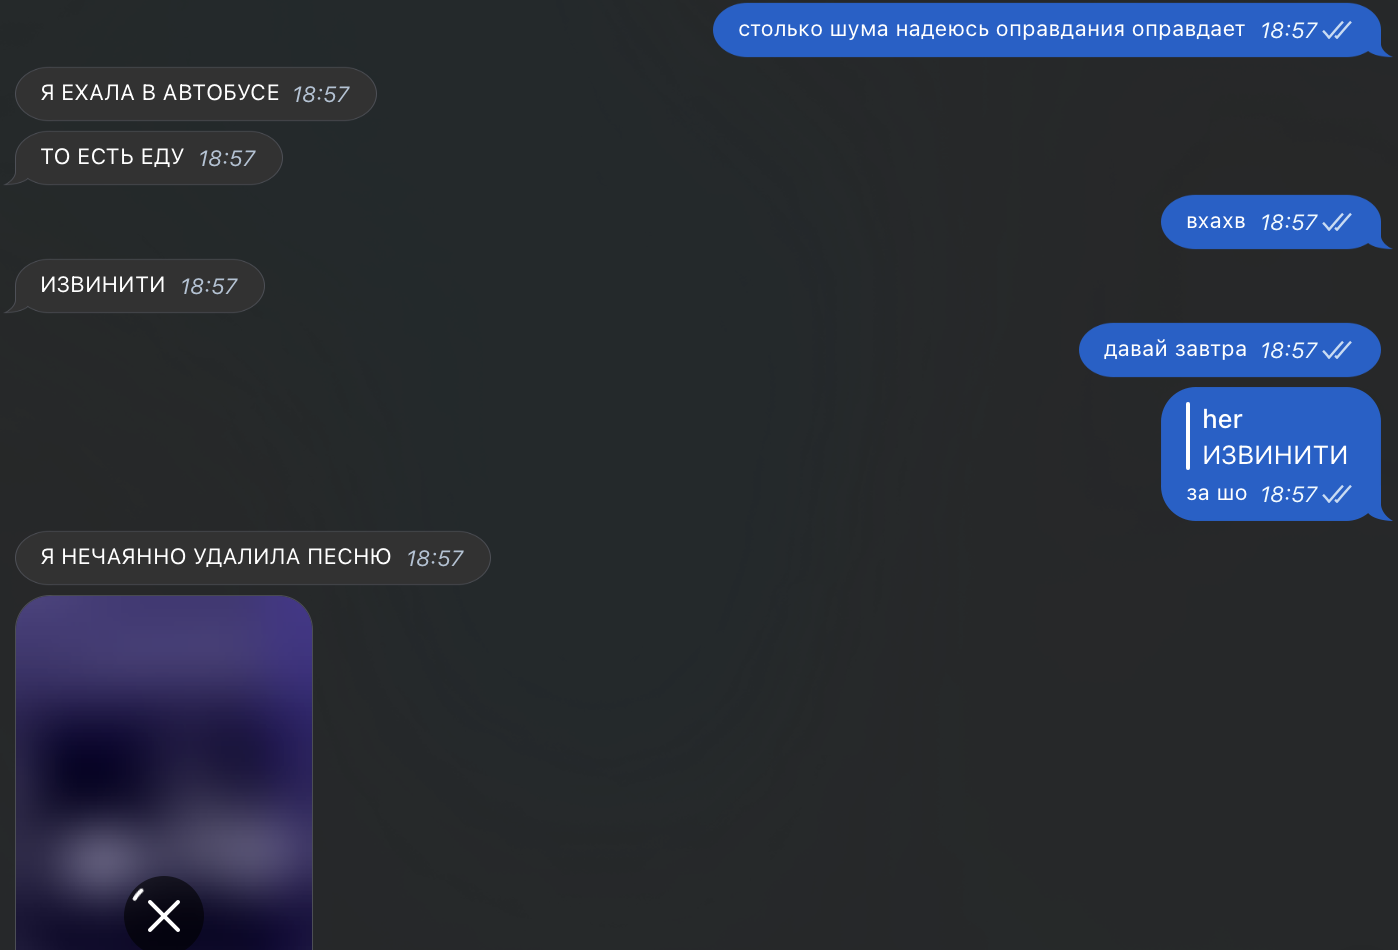 столько шума надеюсь оправдания оправдает 18:57
Я ЕХАЛА В АВТОБУСЕ 18:57
ТО ЕСТЬ ЕДУ 18:57
вхахв 18:57
ИЗВИНИТИ 18:57
давай завтра 18:57
her
ИЗВИНИТИ
за шо 18:57
Я НЕЧАЯННО УДАЛИЛА ПЕСНЮ 18:57